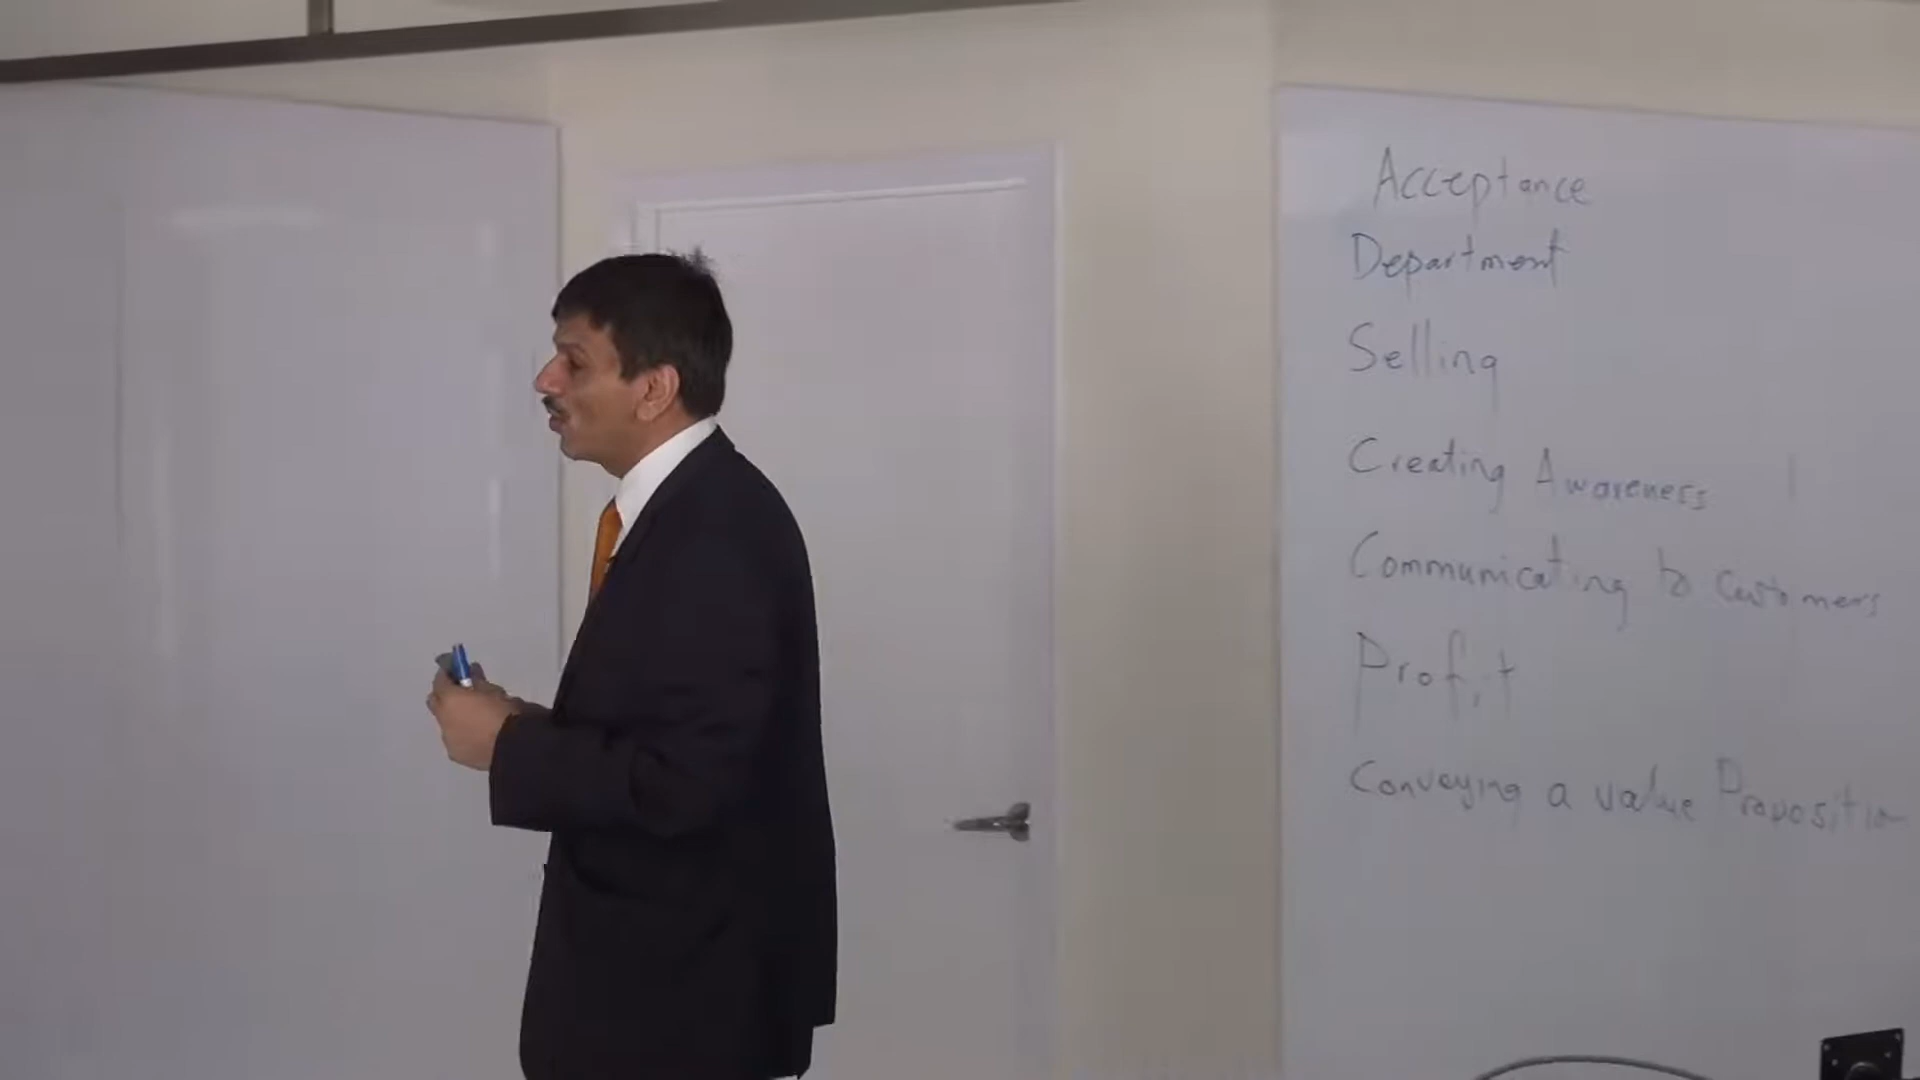 Acceptance
Department
Selling
Creating Awareness
Communicating to Customers
Profit
Conveying a value Proposition